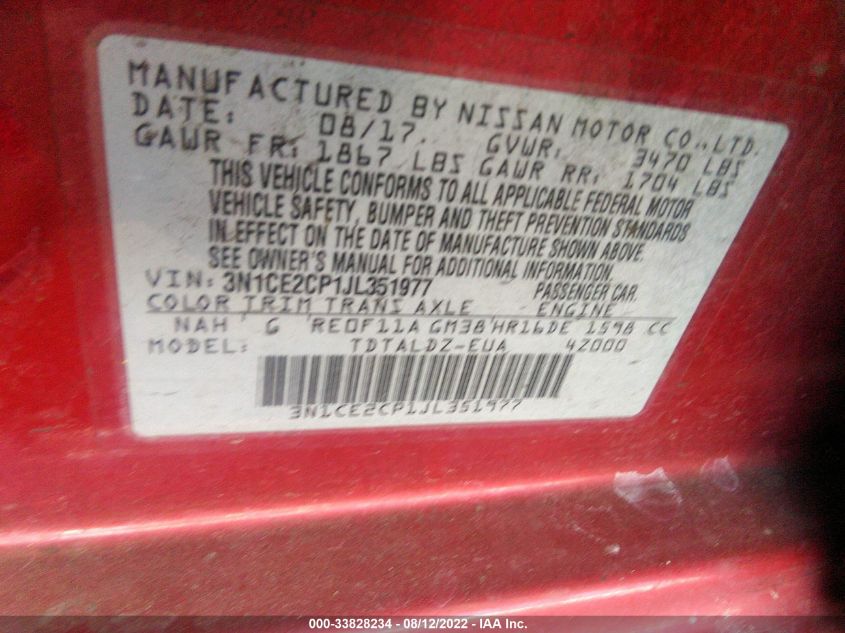 MANUFACTURED BY NISSAN MOTOR CO.,LTD.
DATE: 08/17. GVWR: 3470 LBS
GAWR FR: 1867 LBS GAWR RR: 1704 LBS
THIS VEHICLE CONFORMS TO ALL APPLICABLE FEDERAL MOTOR
VEHICLE SAFETY, BUMPER AND THEFT PREVENTION STANDARDS
IN EFFECT ON THE DATE OF MANUFACTURE SHOWN ABOVE.
SEE OWNER'S MANUAL FOR ADDITIONAL INFORMATION.
VIN: 3N1CE2CP1JL351977 PASSENGER CAR.
COLOR TRIM TRANS AXLE ENGINE
NAH G RE0F11A GM38 HR16DE 1598 CC
MODEL: TDTALDZ-EUA 42000
3N1CE2CP1JL351977
000-33828234 - 08/12/2022 - IAA Inc.